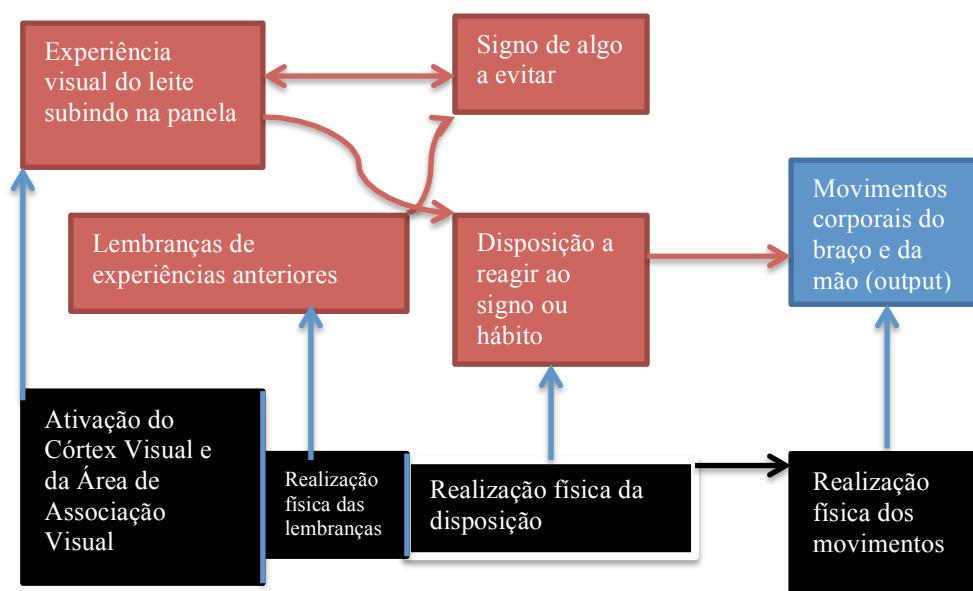 Experiência
visual do leite
subindo na panela
Signo de algo
a evitar
Lembranças de
experiências anteriores
Disposição a
reagir ao
signo ou
hábito
Movimentos
corporais do
braço e da
mão (output)
Ativação do
Córtex Visual e
da Área de
Associação
Visual
Realização
física das
lembranças
Realização física da
disposição
Realização
física dos
movimentos